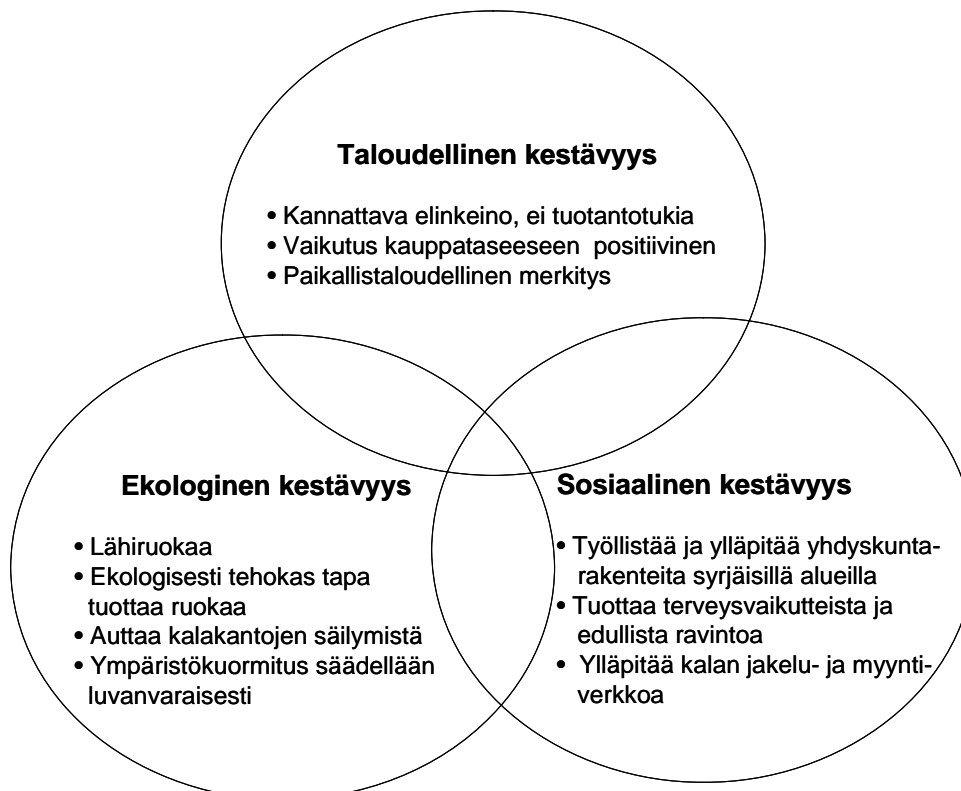 Taloudellinen kestävyys
• Kannattava elinkeino, ei tuotantotukia
• Vaikutus kauppataseeseen positiivinen
• Paikallistaloudellinen merkitys
Ekologinen kestävyys
• Lähiruokaa
• Ekologisesti tehokas tapa
tuottaa ruokaa
• Auttaa kalakantojen säilymistä
• Ympäristökuormitus säädellään
luvanvaraisesti
Sosiaalinen kestävyys
• Työllistää ja ylläpitää yhdyskunta-
rakenteita syrjäisillä alueilla
• Tuottaa terveysvaikutteista ja
edullista ravintoa
• Ylläpitää kalan jakelu- ja myynti-
verkkoa